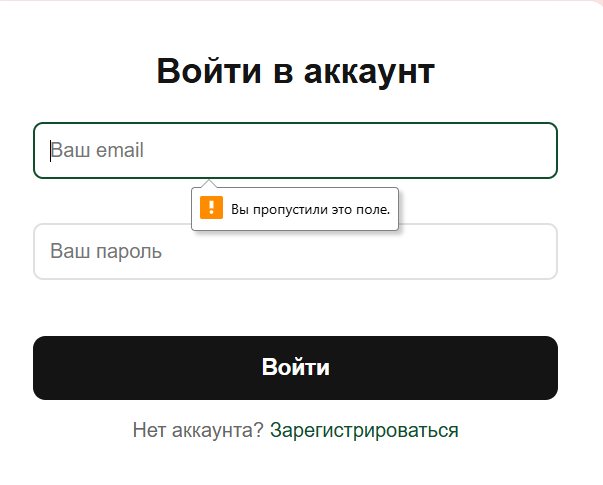 Войти в аккаунт
Ваш email
Вы пропустили это поле.
Ваш пароль
Войти
Нет аккаунта? Зарегистрироваться